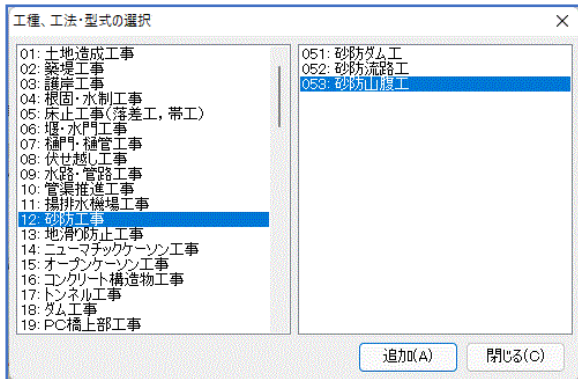 工種、工法・型式の選択
01: 土地造成工事
02: 築堤工事
03: 護岸工事
04: 根固・水制工事
05: 床止工事(落差工, 帯工)
06: 堰・水門工事
07: 樋門・樋管工事
08: 伏せ越し工事
09: 水路・管路工事
10: 管渠推進工事
11: 揚排水機場工事
12: 砂防工事
13: 地滑り防止工事
14: ニューマチックケーソン工事
15: オープンケーソン工事
16: コンクリート構造物工事
17: トンネル工事
18: ダム工事
19: PC橋上部工事
051: 砂防ダム工
052: 砂防流路工
053: 砂防山腹工
追加(A)
閉じる(C)